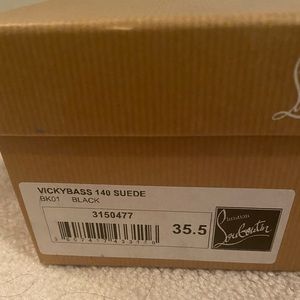 VICKYBASS 140 SUEDE
BK01 BLACK
3150477
35.5
Christian
Louboutin